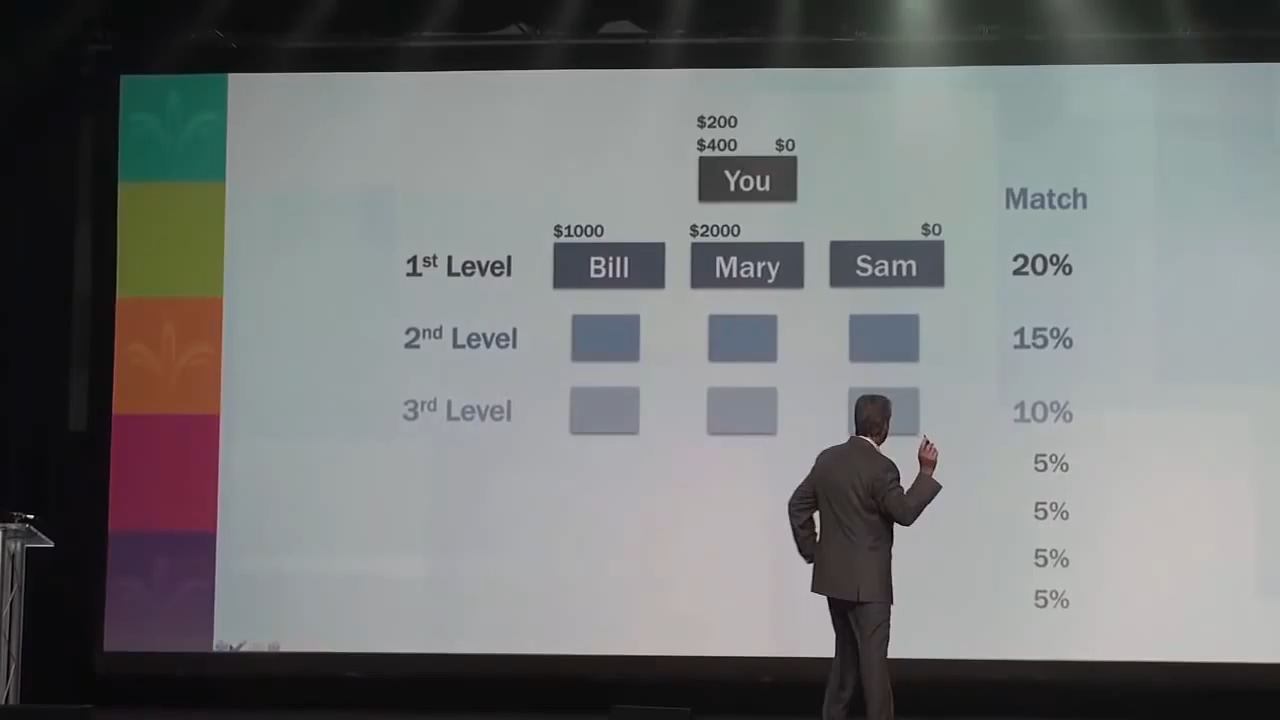 $200
$400 $0
You
Match
$1000 $2000 $0
1st Level Bill Mary Sam 20%
2nd Level 15%
3rd Level 10%
5%
5%
5%
5%